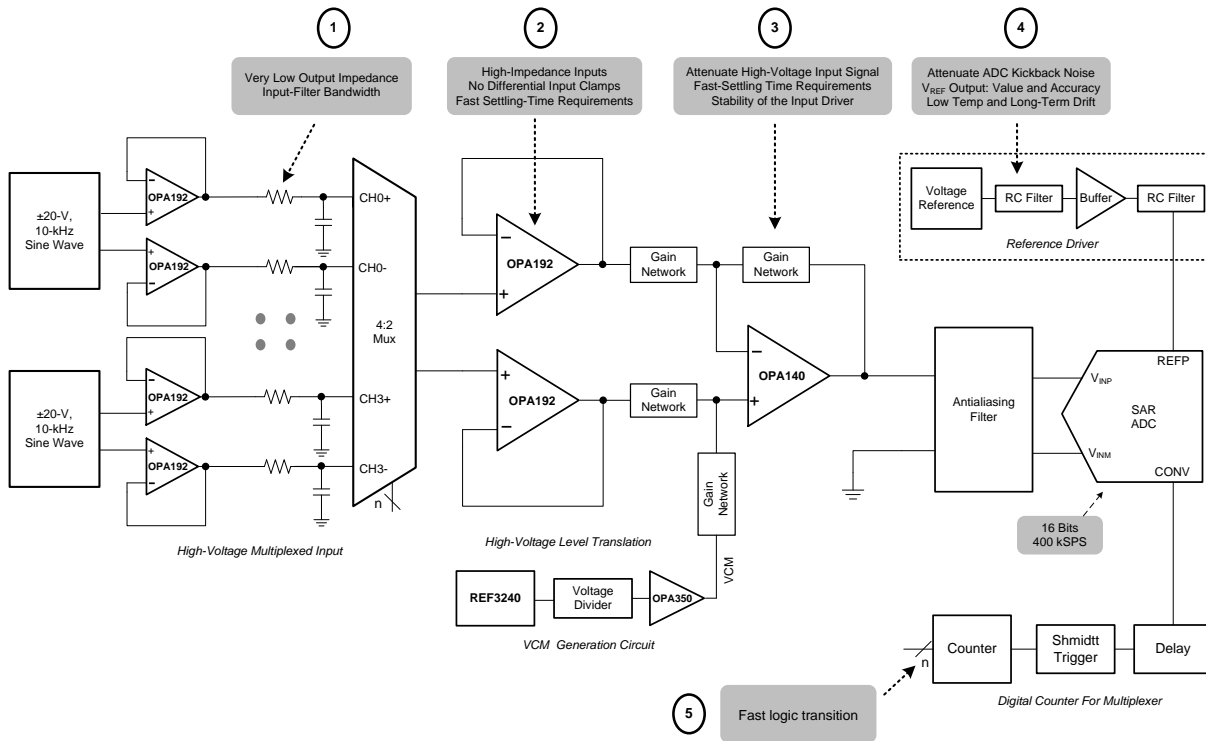 1
2
3
4
Very Low Output Impedance
Input-Filter Bandwidth
High-Impedance Inputs
No Differential Input Clamps
Fast Settling-Time Requirements
Attenuate High-Voltage Input Signal
Fast-Settling Time Requirements
Stability of the Input Driver
Attenuate ADC Kickback Noise
VREF Output: Value and Accuracy
Low Temp and Long-Term Drift
±20-V,
10-kHz
Sine Wave
−
OPA192
+
+
OPA192
−
±20-V,
10-kHz
Sine Wave
−
OPA192
+
+
OPA192
−
CH0+
CH0-
4:2
Mux
CH3+
CH3-
n
High-Voltage Multiplexed Input
−
OPA192
+
+
OPA192
−
High-Voltage Level Translation
Gain
Network
Gain
Network
Gain
Network
Gain
Network
−
OPA140
+
VCM
REF3240
Voltage
Divider
OPA350
VCM Generation Circuit
Voltage
Reference
RC Filter
Buffer
RC Filter
Reference Driver
Antialiasing
Filter
REFP
VINP
SAR
ADC
VINM
CONV
16 Bits
400 kSPS
n
Counter
Shmidtt
Trigger
Delay
Digital Counter For Multiplexer
5
Fast logic transition